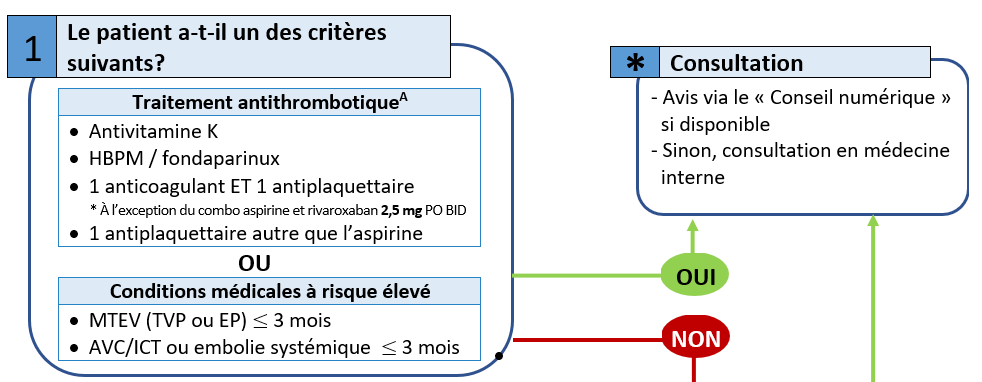 1
Le patient a-t-il un des critères
suivants?
Traitement antithrombotiqueᴬ
• Antivitamine K
• HBPM / fondaparinux
• 1 anticoagulant ET 1 antiplaquettaire
* À l’exception du combo aspirine et rivaroxaban 2,5 mg PO BID
• 1 antiplaquettaire autre que l’aspirine
OU
Conditions médicales à risque élevé
• MTEV (TVP ou EP) ≤ 3 mois
• AVC/ICT ou embolie systémique ≤ 3 mois
* Consultation
- Avis via le « Conseil numérique »
si disponible
- Sinon, consultation en médecine
interne
OUI
NON